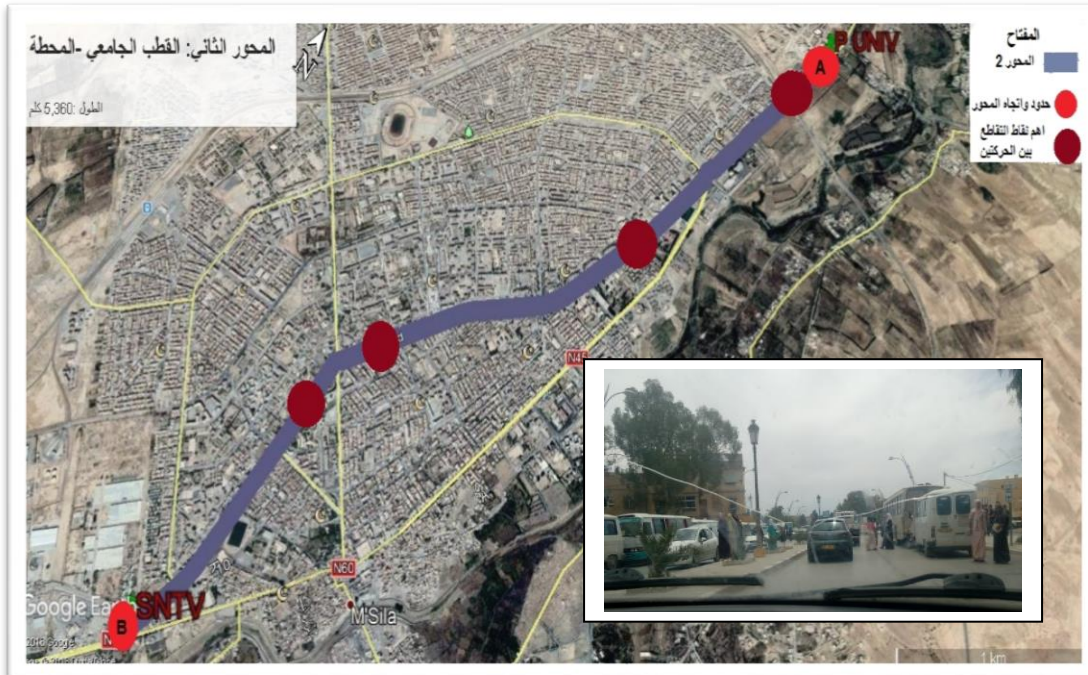 المحور الثاني: القطب الجامعي -المحطة
الطول :5,360 كلم
N
P UNIV
A
المفتاح
المحور 2
حدود واتجاه المحور
اهم نقاط التقاطع
بين الحركتين
N45
N60
M'Sila
SNTV
B
Google Earth
1 km